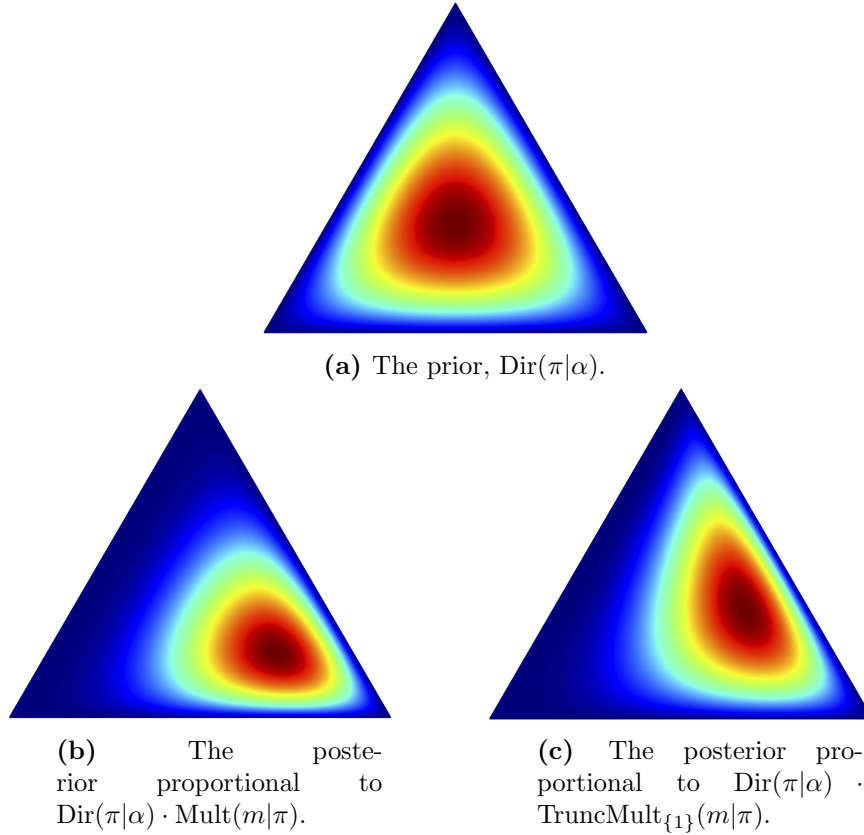 (a) The prior, Dir(π|α).
(b) The poste-
rior proportional to
Dir(π|α) · Mult(m|π).
(c) The posterior pro-
portional to Dir(π|α) ·
TruncMult{1}(m|π).